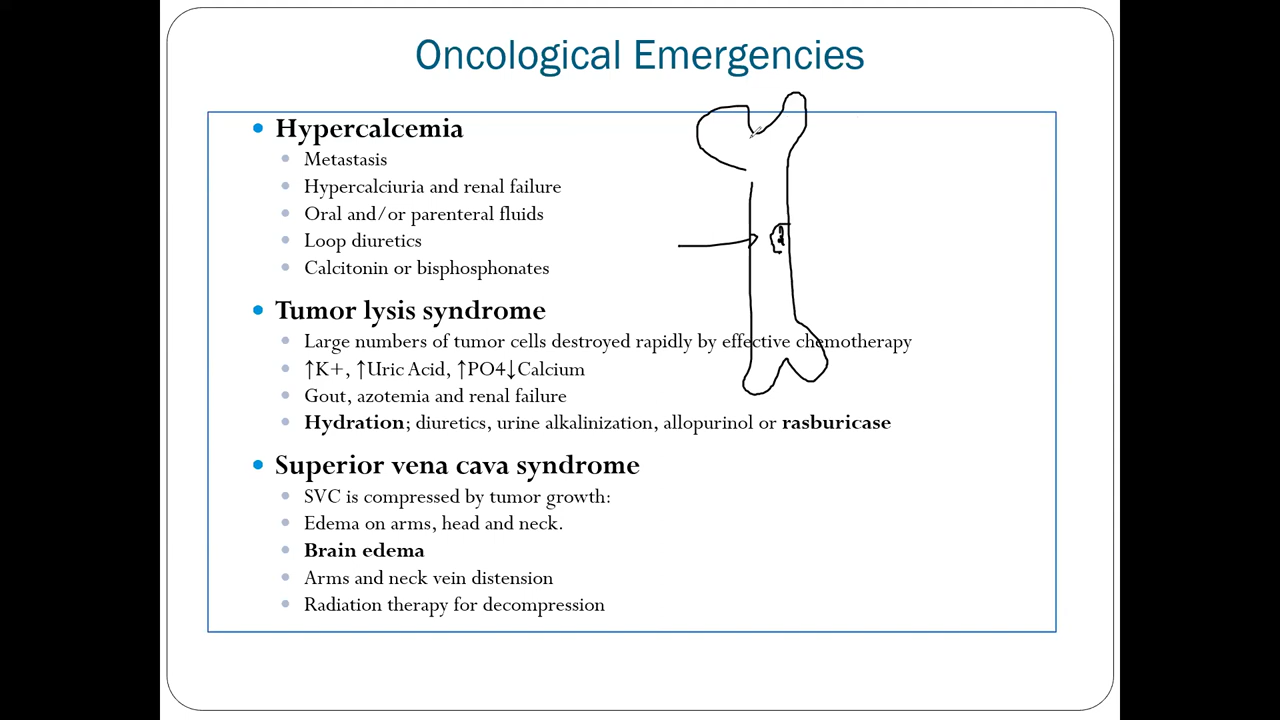 Oncological Emergencies
• Hypercalcemia
• Metastasis
• Hypercalciuria and renal failure
• Oral and/or parenteral fluids
• Loop diuretics
• Calcitonin or bisphosphonates
• Tumor lysis syndrome
• Large numbers of tumor cells destroyed rapidly by effective chemotherapy
• ↑K+, ↑Uric Acid, ↑PO4↓Calcium
• Gout, azotemia and renal failure
• Hydration; diuretics, urine alkalinization, allopurinol or rasburicase
• Superior vena cava syndrome
• SVC is compressed by tumor growth:
• Edema on arms, head and neck.
• Brain edema
• Arms and neck vein distension
• Radiation therapy for decompression